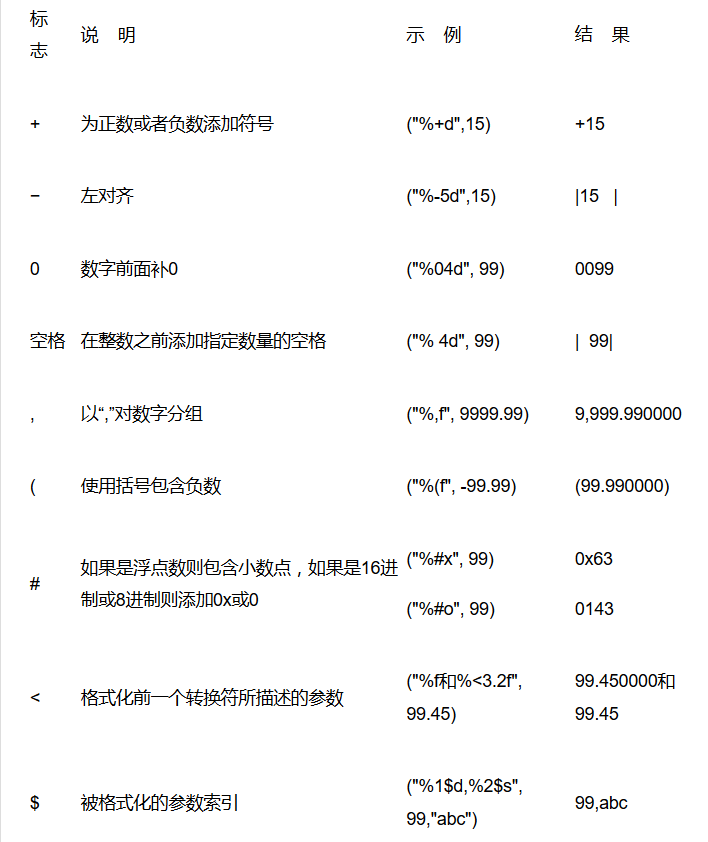 标志 说 明 示 例 结 果
+ 为正数或者负数添加符号 ("%+d",15) +15
− 左对齐 ("%-5d",15) |15 |
0 数字前面补0 ("%04d", 99) 0099
空格 在整数之前添加指定数量的空格 ("% 4d", 99) | 99|
, 以“,”对数字分组 ("%,f", 9999.99) 9,999.990000
( 使用括号包含负数 ("%(f", -99.99) (99.990000)
# 如果是浮点数则包含小数点，如果是16进
制或8进制则添加0x或0
("%#x", 99) 0x63
("%#o", 99) 0143
< 格式化前一个转换符所描述的参数 ("%f和%<3.2f",
99.45)
99.450000和
99.45
$ 被格式化的参数索引 ("%1$d,%2$s",
99,"abc")
99,abc